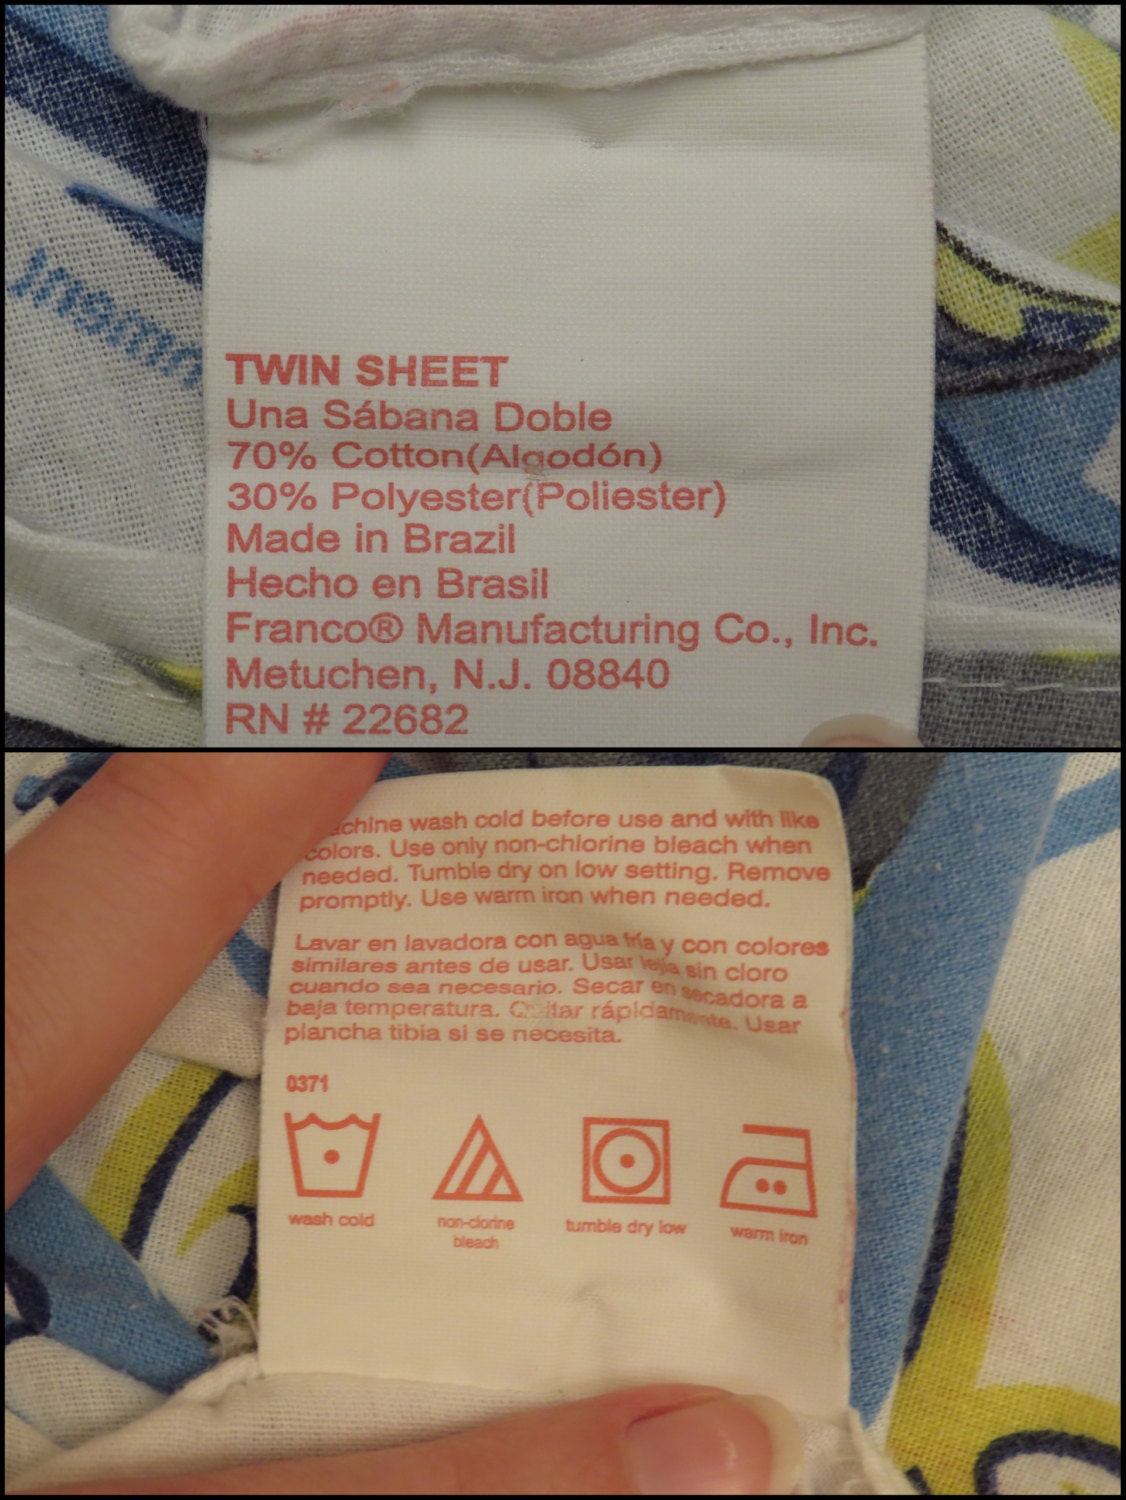 TWIN SHEET
Una Sábana Doble
70% Cotton(Algodón)
30% Polyester(Poliester)
Made in Brazil
Hecho en Brasil
Franco® Manufacturing Co., Inc.
Metuchen, N.J. 08840
RN # 22682
achine wash cold before use and with like
colors. Use only non-chlorine bleach when
needed. Tumble dry on low setting. Remove
promptly. Use warm iron when needed.
Lavar en lavadora con agua fría y con colores
similares antes de usar. Usar lejía sin cloro
cuando sea necesario. Secar en secadora a
baja temperatura. Quitar rápidamente. Usar
plancha tibia si se necesita.
0371
wash cold
non-clorine
bleach
tumble dry low
warm iron